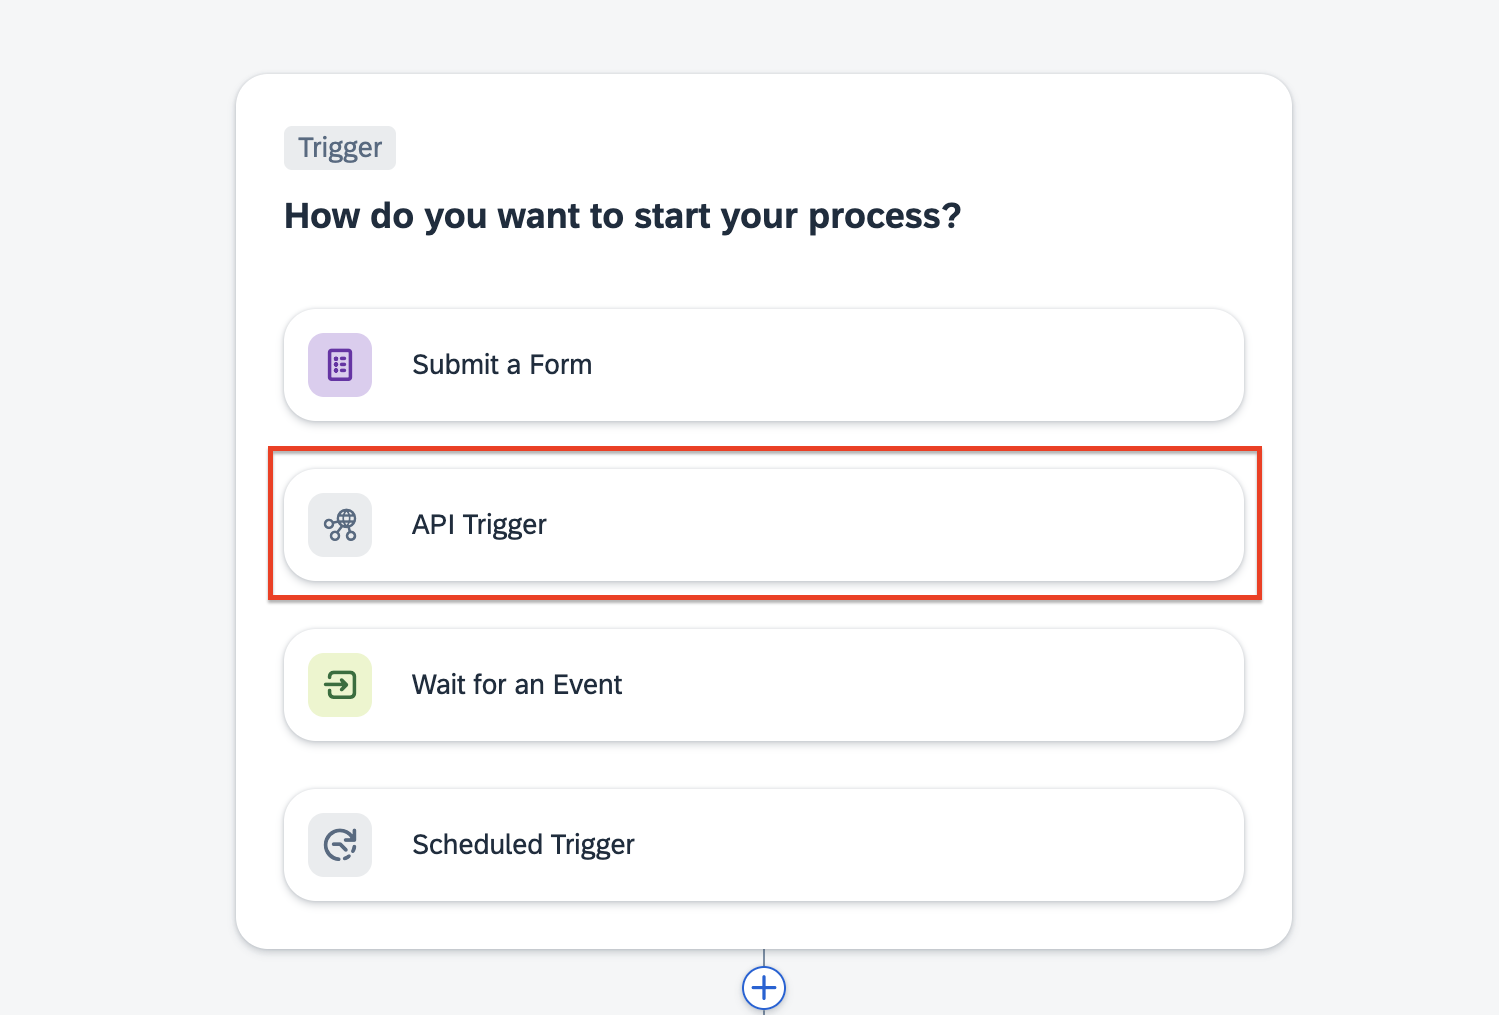 Trigger
How do you want to start your process?
Submit a Form
API Trigger
Wait for an Event
Scheduled Trigger